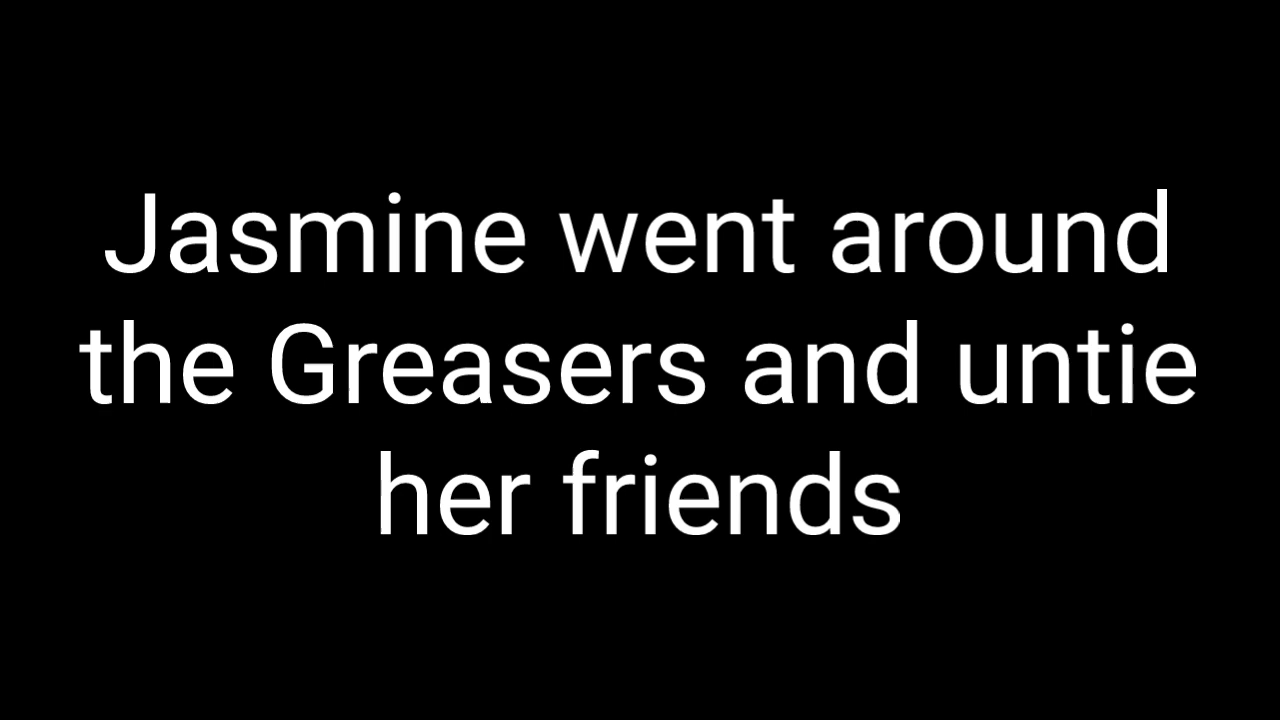 Jasmine went around
the Greasers and untie
her friends